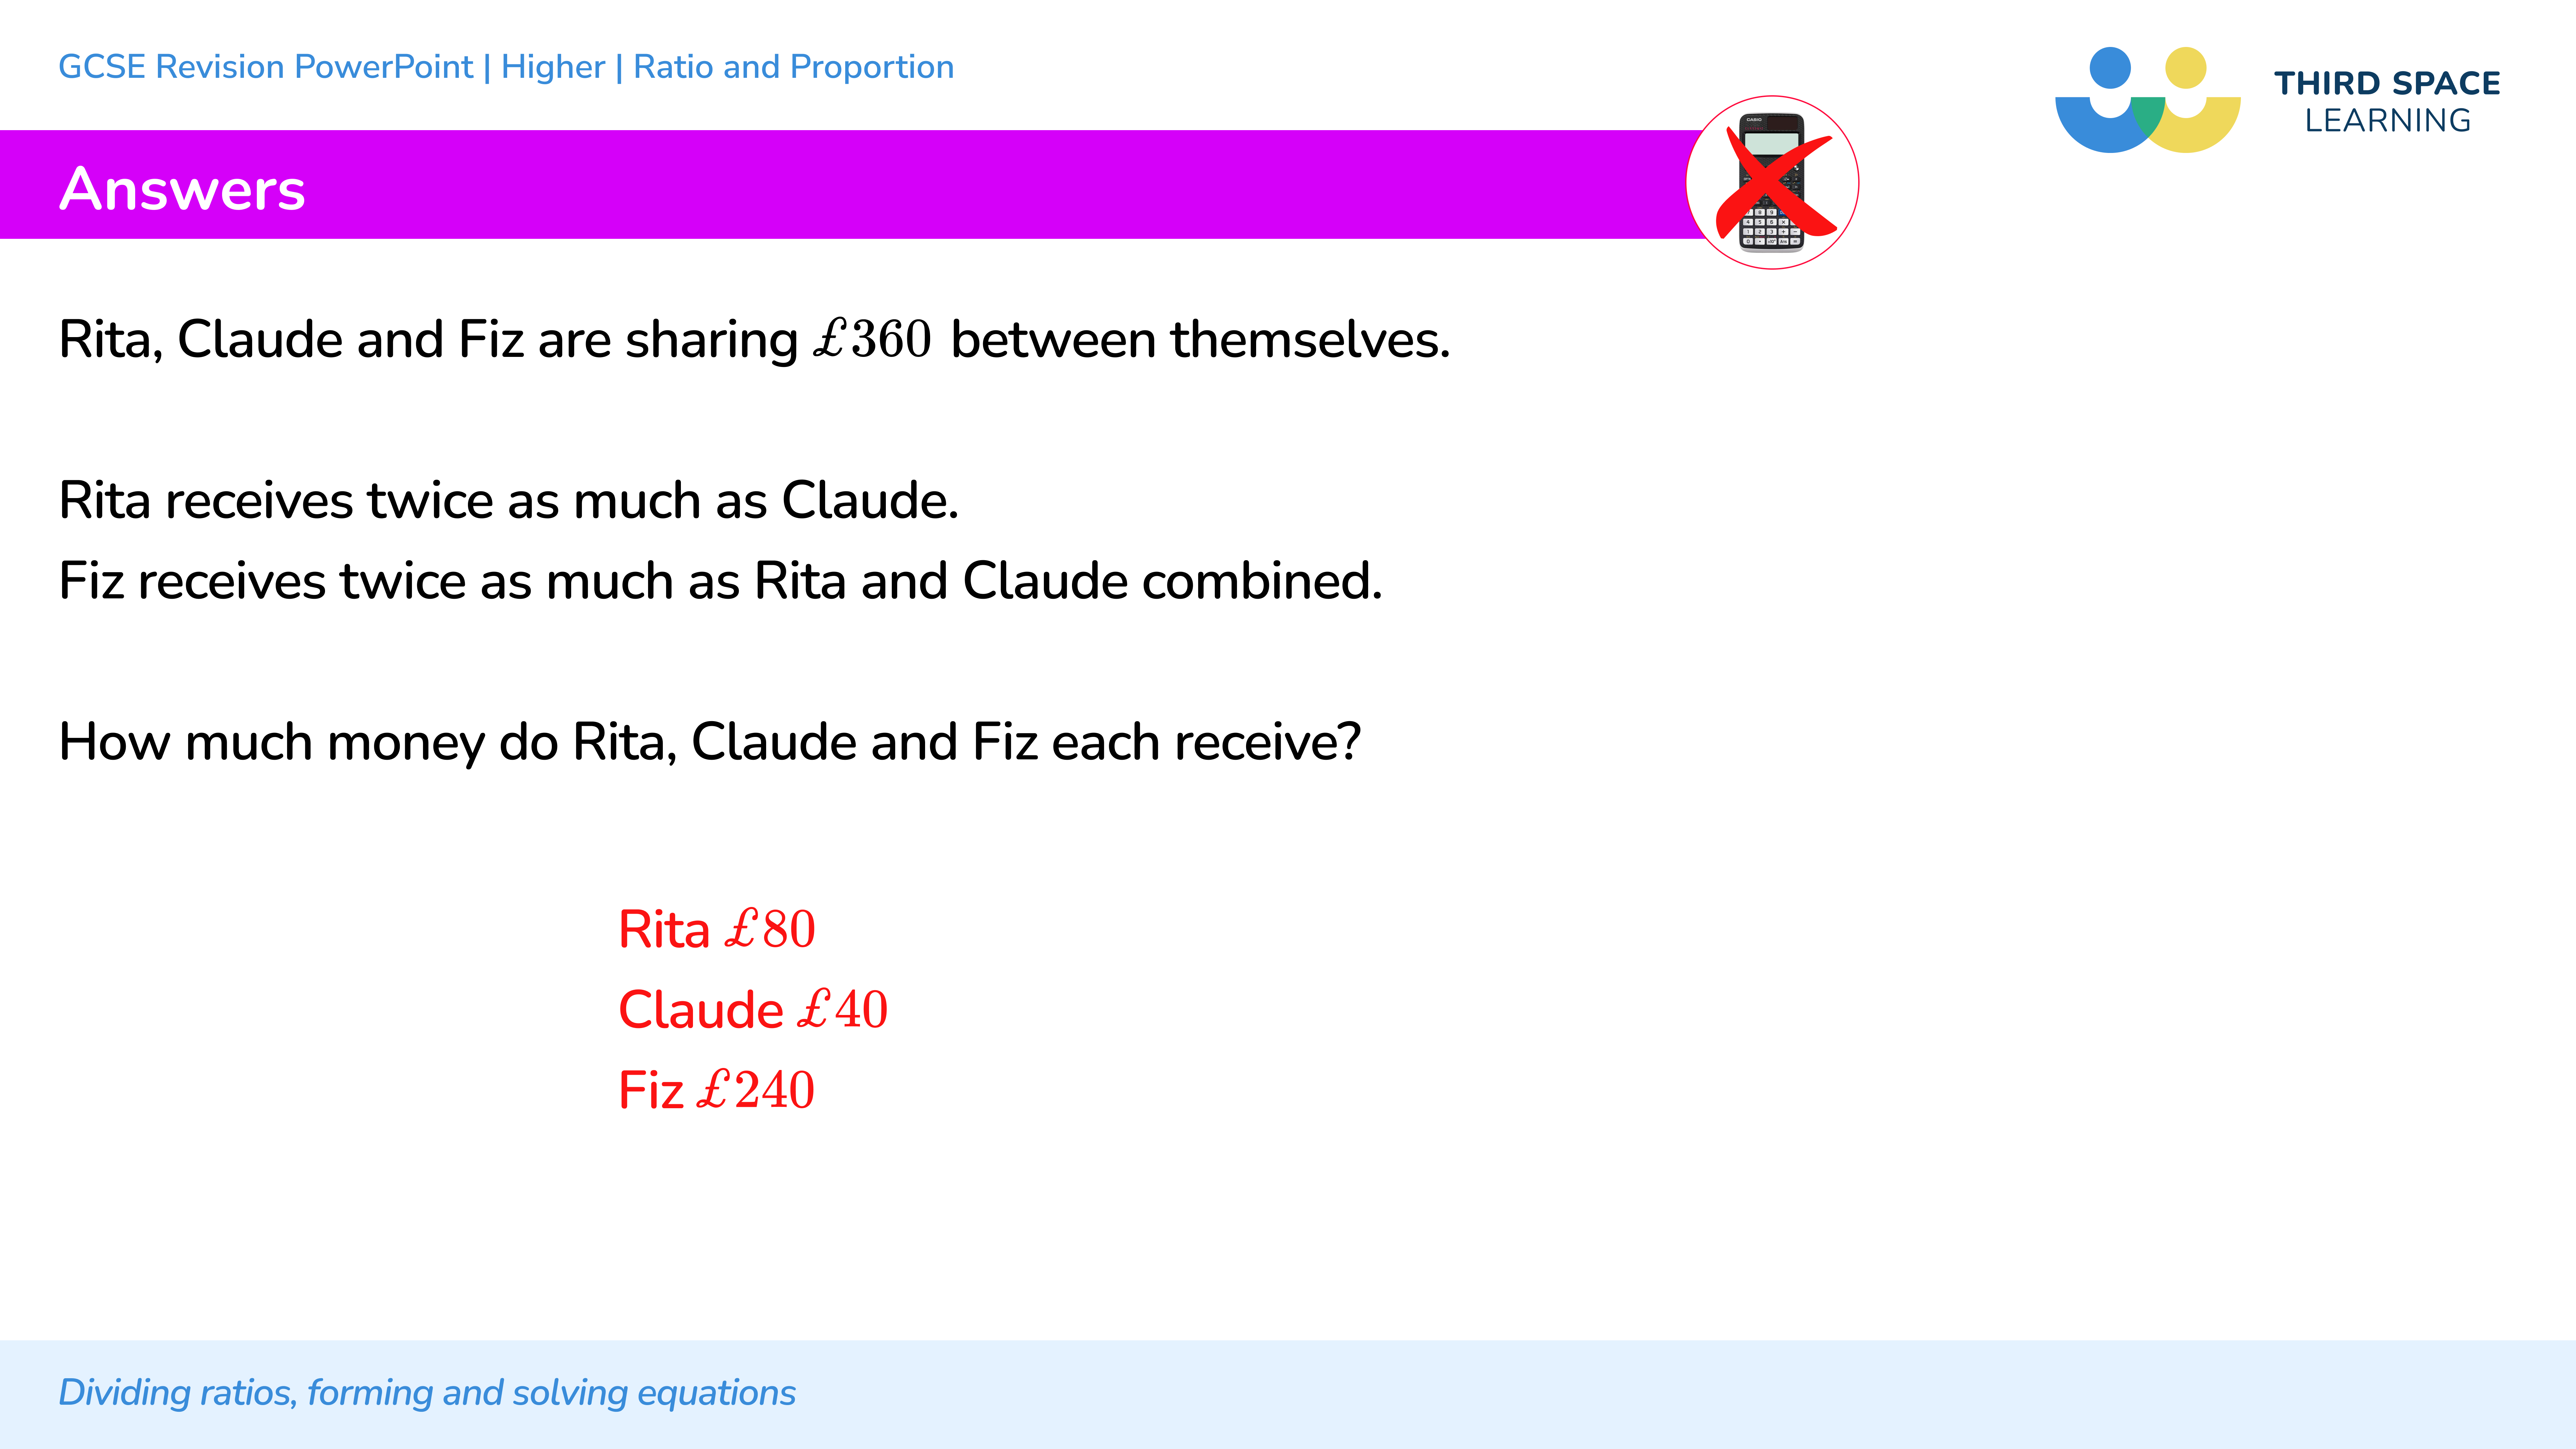 GCSE Revision PowerPoint | Higher | Ratio and Proportion
THIRD SPACE
LEARNING
Answers
CASIO
Rita, Claude and Fiz are sharing £360 between themselves.
Rita receives twice as much as Claude.
Fiz receives twice as much as Rita and Claude combined.
How much money do Rita, Claude and Fiz each receive?
Rita £80
Claude £40
Fiz £240
Dividing ratios, forming and solving equations